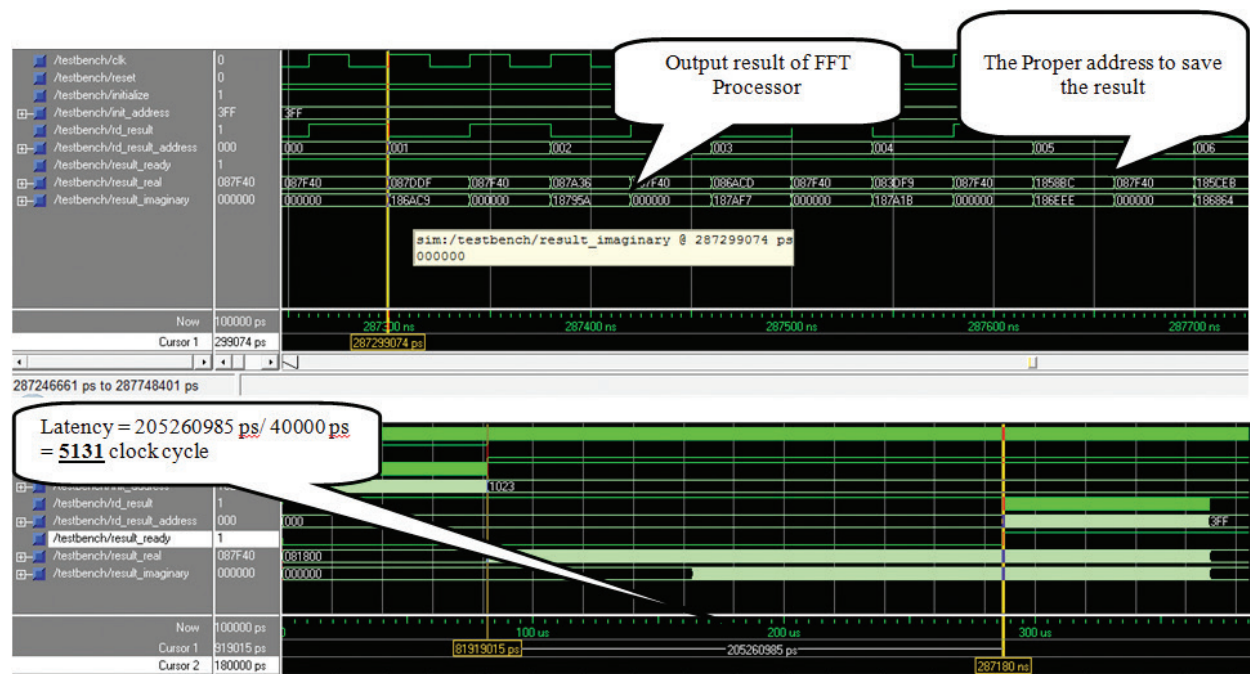 Output result of FFT
Processor
The Proper address to save
the result
/testbench/clk 0
/testbench/reset 0
/testbench/initialize 1
/testbench/init_address 3FF 3FF
/testbench/rd_result 1
/testbench/rd_result_address 000 000 001 002 003 004 005 006
/testbench/result_ready 1
/testbench/result_real 087F40 087F40 087DDF 087F40 087A36 086ACD 087F40 083DF9 087F40 1858BC 087F40 185CEB
/testbench/result_imaginary 000000 000000 186AC9 000000 18795A 000000 187AF7 000000 187A1B 000000 186EEE 000000 186864
sim:/testbench/result_imaginary @ 287299074 ps
000000
Now 100000 ps 287300 ns 287400 ns 287500 ns 287600 ns 287700 ns
Cursor 1 299074 ps 287299074 ps
287246661 ps to 287748401 ps
Latency = 205260985 ps/ 40000 ps
= 5131 clock cycle
1023
/testbench/rd_result 1
/testbench/rd_result_address 000 000 3FF
/testbench/result_ready 1
/testbench/result_real 087F40 081800
/testbench/result_imaginary 000000 000000
Now 100000 ps 100 us 200 us 300 us
Cursor 1 919015 ps 81919015 ps 205260985 ps
Cursor 2 180000 ps 287180 ns